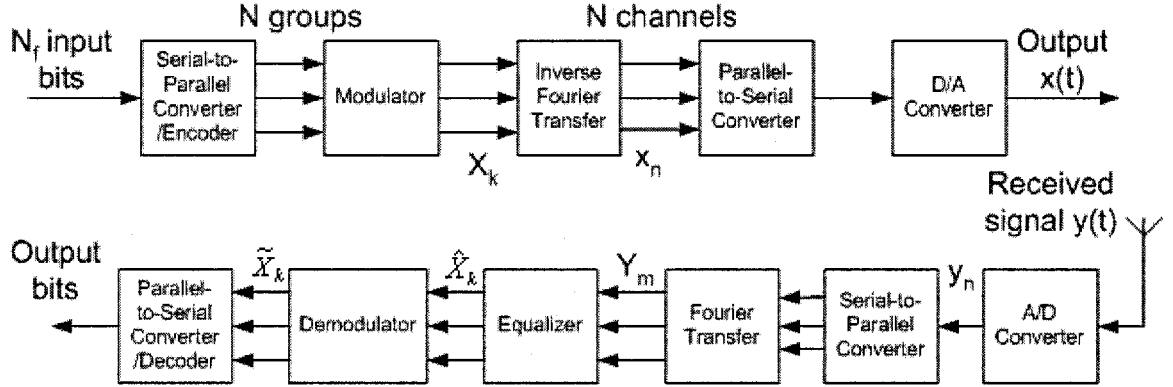 N groups
N channels
N_f input
bits
Serial-to-
Parallel
Converter
/Encoder
Modulator
X_k
Inverse
Fourier
Transfer
x_n
Parallel-
to-Serial
Converter
D/A
Converter
Output
x(t)
Received
signal y(t)
Output
bits
Parallel-
to-Serial
Converter
/Decoder
X̃_k
Demodulator
X̂_k
Equalizer
Y_m
Fourier
Transfer
Serial-to-
Parallel
Converter
y_n
A/D
Converter